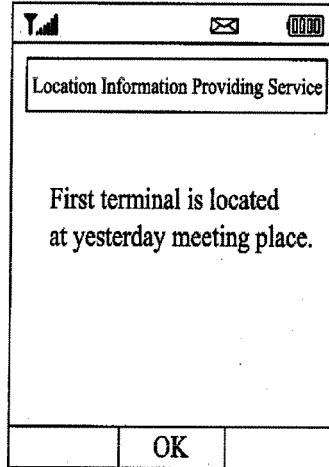 Location Information Providing Service
First terminal is located
at yesterday meeting place.
OK